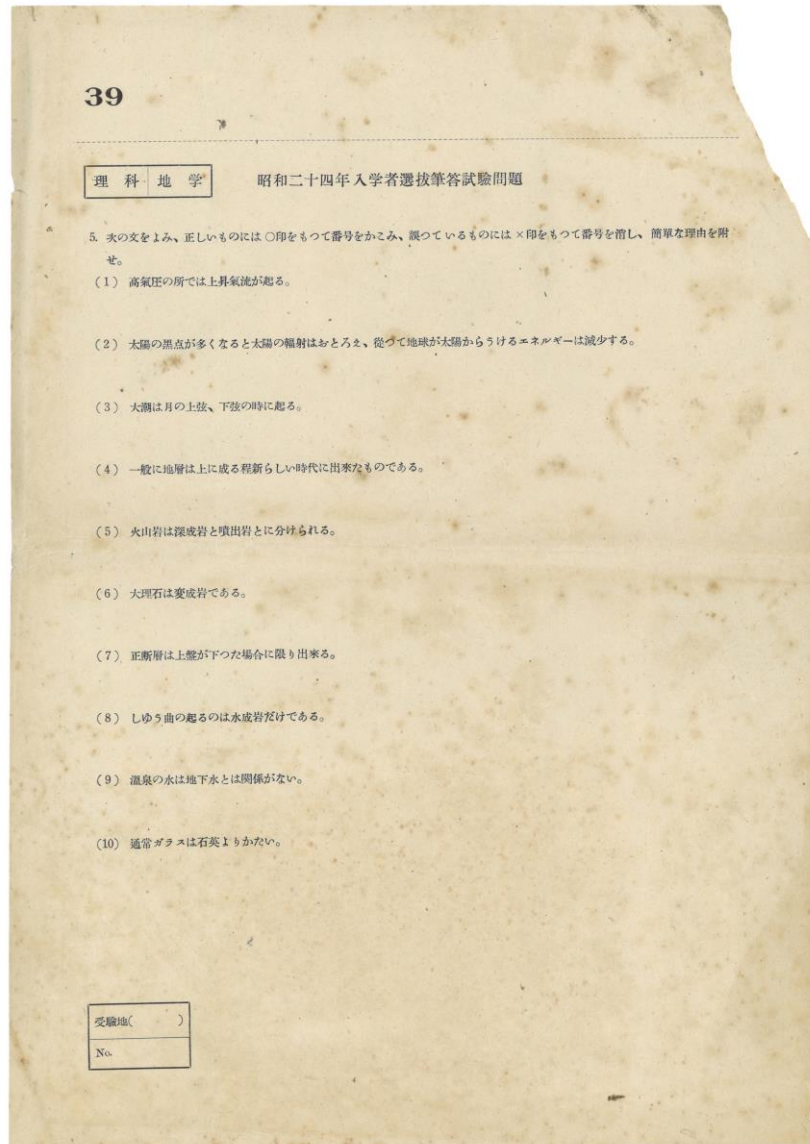 39
理科 地学
昭和二十四年入学者選抜筆答試驗問題
5. 次の文をよみ、正しいものには○印をもつて番号をかこみ、誤つているものには×印をもつて番号を消し、簡單な理由を附
せ。
(1) 高氣圧の所では上昇氣流が起る。
(2) 太陽の黒点が多くなると太陽の輻射はおとろえ、從づて地球が太陽からうけるエネルギーは減少する。
(3) 大潮は月の上弦、下弦の時に起る。
(4) 一般に地層は上に成る程新らしい時代に出來たものである。
(5) 火山岩は深成岩と噴出岩とに分けられる。
(6) 大理石は変成岩である。
(7) 正断層は上盤が下つた場合に限り出来る。
(8) しゆう曲の起るのは水成岩だけである。
(9) 温泉の水は地下水とは関係がない。
(10) 通常ガラスは石英よりかたい。
受驗地( )
No.